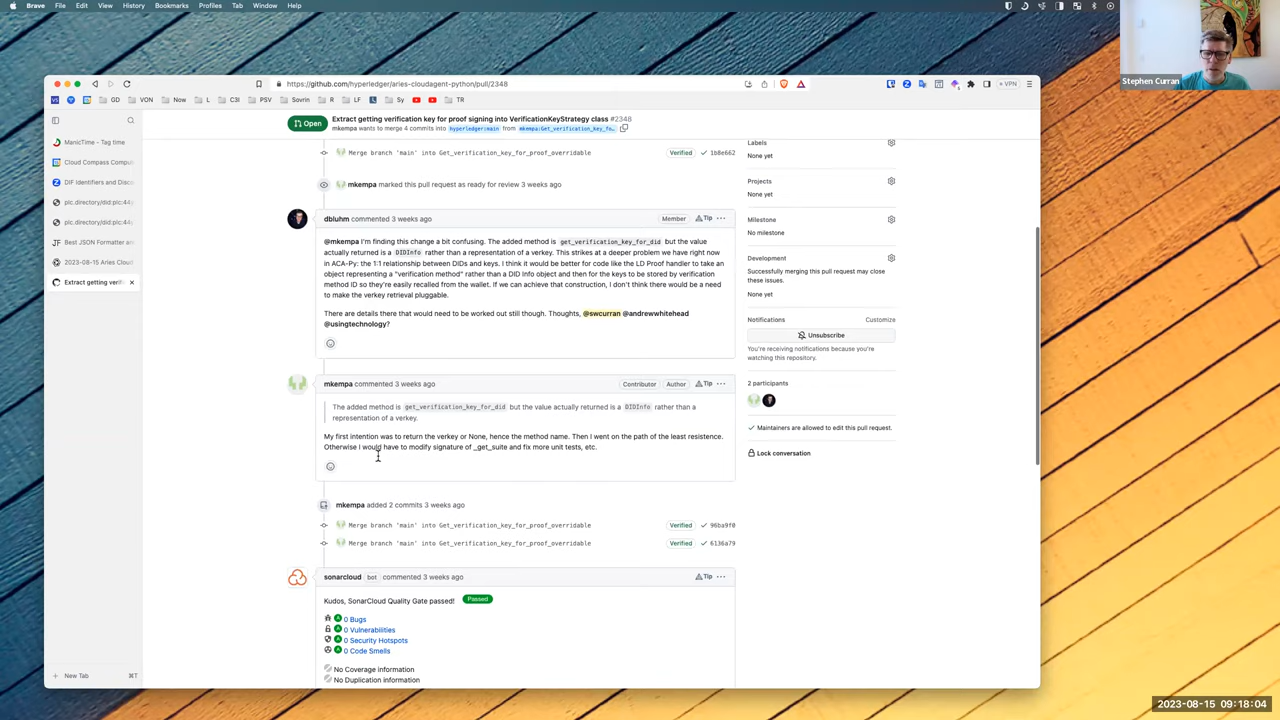 Brave File Edit View History Bookmarks Profiles Tab Window Help
Stephen Curran
https://github.com/hyperledger/aries-cloudagent-python/pull/2348
VPN
GD VON Now L C3I PSV Sovrin R LF Sy TR
ManicTime - Tag time
Cloud Compass Compu
DIF Identifiers and Disco
plc.directory/did:plc:44y
plc.directory/did:plc:44y
Best JSON Formatter an
2023-08-15 Aries Cloud
Extract getting verifi
New Tab ⌘T
Open
Extract getting verification key for proof signing into VerificationKeyStrategy class #2348
mkempa wants to merge 4 commits into hyperledger:main from mkempa:Get_verification_key_fo…
Merge branch 'main' into Get_verification_key_for_proof_overridable Verified 1b8e662
mkempa marked this pull request as ready for review 3 weeks ago
dbluhm commented 3 weeks ago Member Tip ···
@mkempa I'm finding this change a bit confusing. The added method is get_verification_key_for_did but the value
actually returned is a DIDInfo rather than a representation of a verkey. This strikes at a deeper problem we have right now
in ACA-Py: the 1:1 relationship between DIDs and keys. I think it would be better for code like the LD Proof handler to take an
object representing a "verification method" rather than a DID Info object and then for the keys to be stored by verification
method ID so they're easily recalled from the wallet. If we can achieve that construction, I don't think there would be a need
to make the verkey retrieval pluggable.
There are details there that would need to be worked out still though. Thoughts, @swcurran @andrewwhitehead
@usingtechnology?
mkempa commented 3 weeks ago Contributor Author Tip ···
The added method is get_verification_key_for_did but the value actually returned is a DIDInfo rather than a
representation of a verkey.
My first intention was to return the verkey or None, hence the method name. Then I went on the path of the least resistence.
Otherwise I would have to modify signature of _get_suite and fix more unit tests, etc.
mkempa added 2 commits 3 weeks ago
Merge branch 'main' into Get_verification_key_for_proof_overridable Verified 96ba9f0
Merge branch 'main' into Get_verification_key_for_proof_overridable Verified 6136a79
sonarcloud bot commented 3 weeks ago Tip ···
Kudos, SonarCloud Quality Gate passed! Passed
A 0 Bugs
A 0 Vulnerabilities
A 0 Security Hotspots
A 0 Code Smells
No Coverage information
No Duplication information
Labels
None yet
Projects
None yet
Milestone
No milestone
Development
Successfully merging this pull request may close
these issues.
None yet
Notifications Customize
Unsubscribe
You're receiving notifications because you're
watching this repository.
2 participants
Maintainers are allowed to edit this pull request.
Lock conversation
2023-08-15 09:18:04